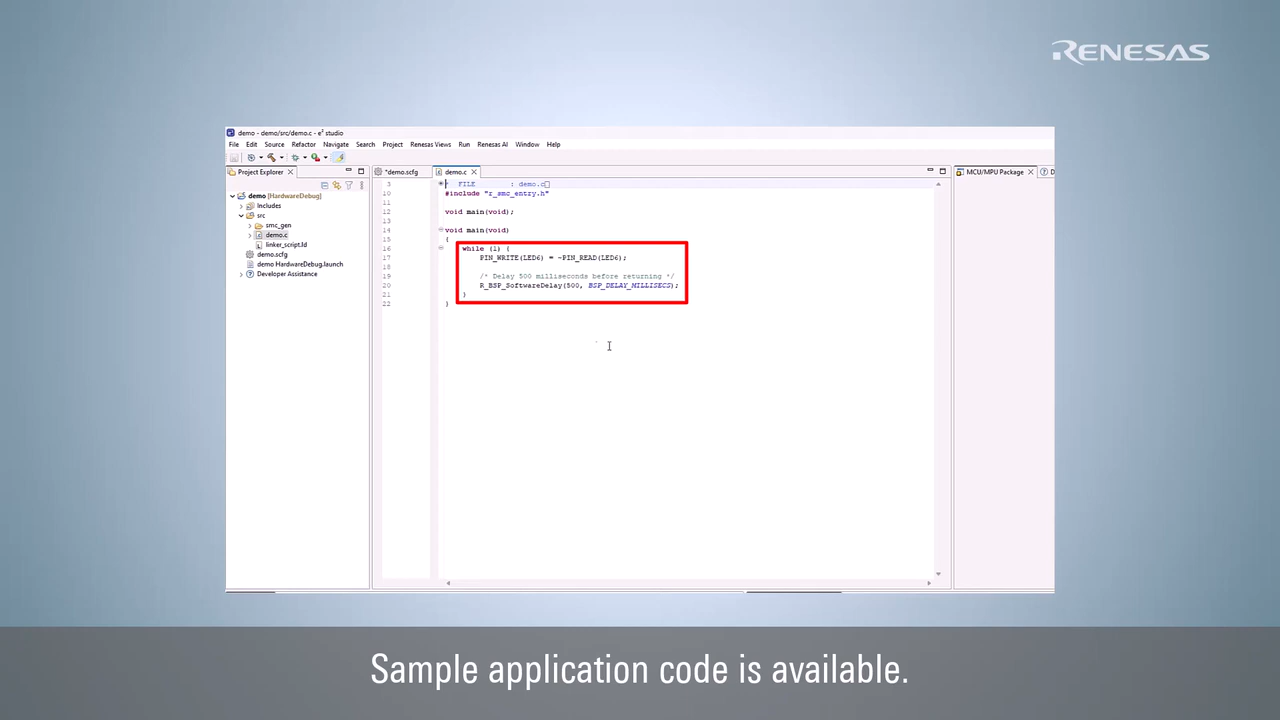 RENESAS
demo - demo/src/demo.c - e² studio
File Edit Source Refactor Navigate Search Project Renesas Views Run Renesas AI Window Help
Project Explorer
demo [HardwareDebug]
Includes
src
smc_gen
demo.c
linker_script.ld
demo.scfg
demo HardwareDebug.launch
Developer Assistance
*demo.scfg
demo.c
3 FILE : demo.c
10 #include "r_smc_entry.h"
11
12 void main(void);
13
14 void main(void)
15 {
16 while (1) {
17 PIN_WRITE(LED6) = ~PIN_READ(LED6);
18
19 /* Delay 500 milliseconds before returning */
20 R_BSP_SoftwareDelay(500, BSP_DELAY_MILLISECS);
21 }
22 }
MCU/MPU Package
D
Sample application code is available.